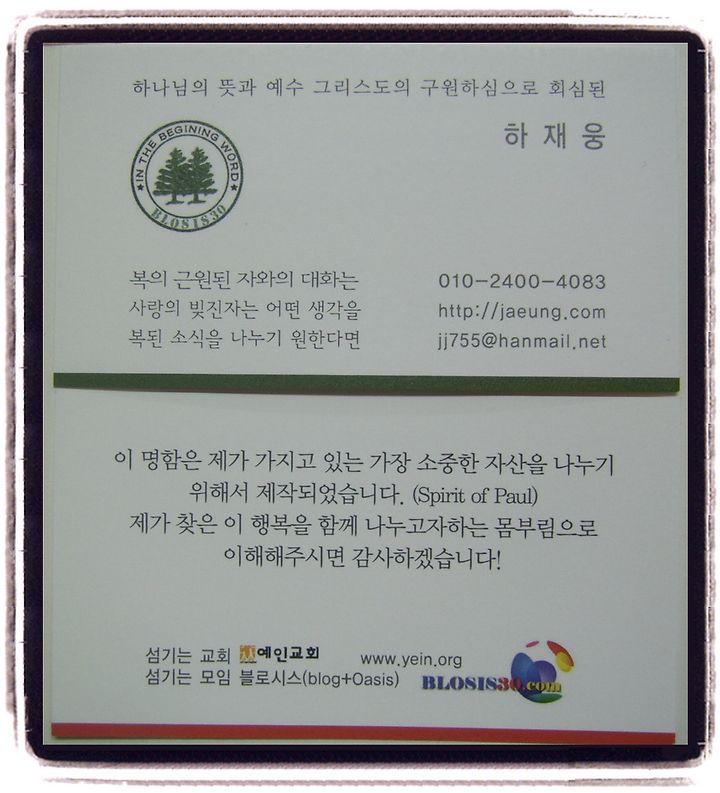 하나님의 뜻과 예수 그리스도의 구원하심으로 회심된
하 재 웅
IN THE BEGINING WORD
BLOSIS30
복의 근원된 자와의 대화는
사랑의 빚진자는 어떤 생각을
복된 소식을 나누기 원한다면
010-2400-4083
http://jaeung.com
jj755@hanmail.net
이 명함은 제가 가지고 있는 가장 소중한 자산을 나누기
위해서 제작되었습니다. (Spirit of Paul)
제가 찾은 이 행복을 함께 나누고자하는 몸부림으로
이해해주시면 감사하겠습니다!
섬기는 교회 예인교회 www.yein.org
섬기는 모임 블로시스(blog+Oasis) BLOSIS30.com